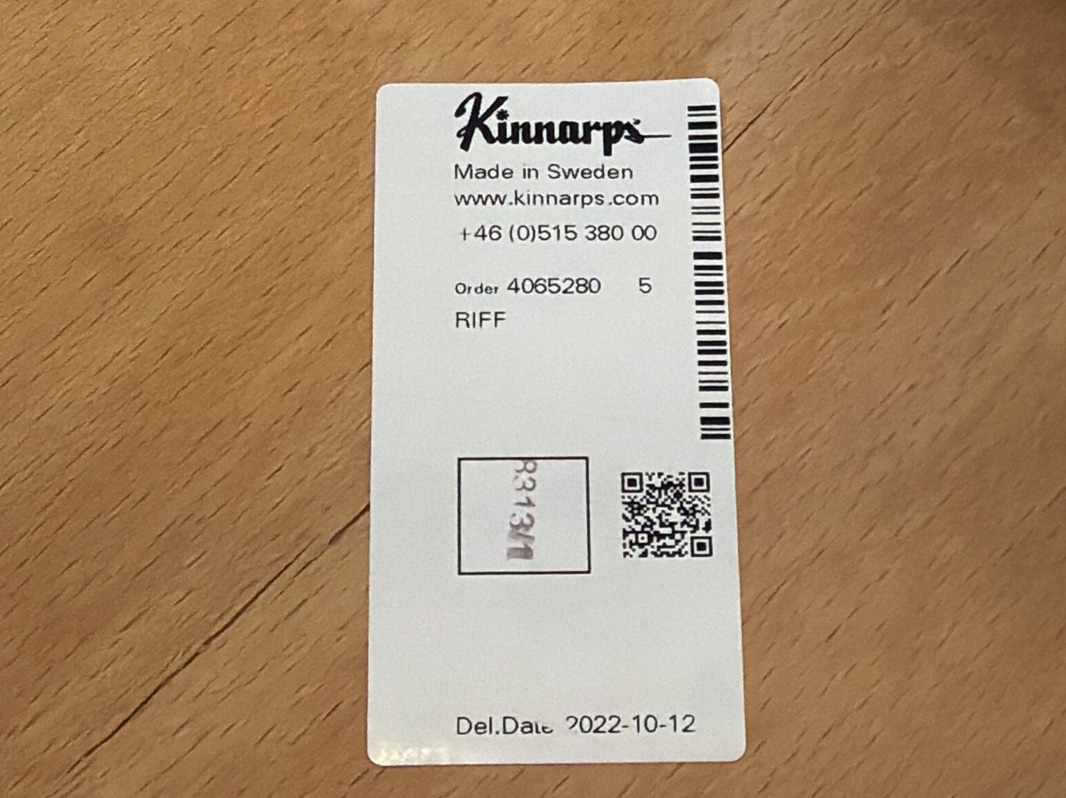 Kinnarps
Made in Sweden
www.kinnarps.com
+46 (0)515 380 00
Order 4065280 5
RIFF
8313/1
Del.Date 2022-10-12